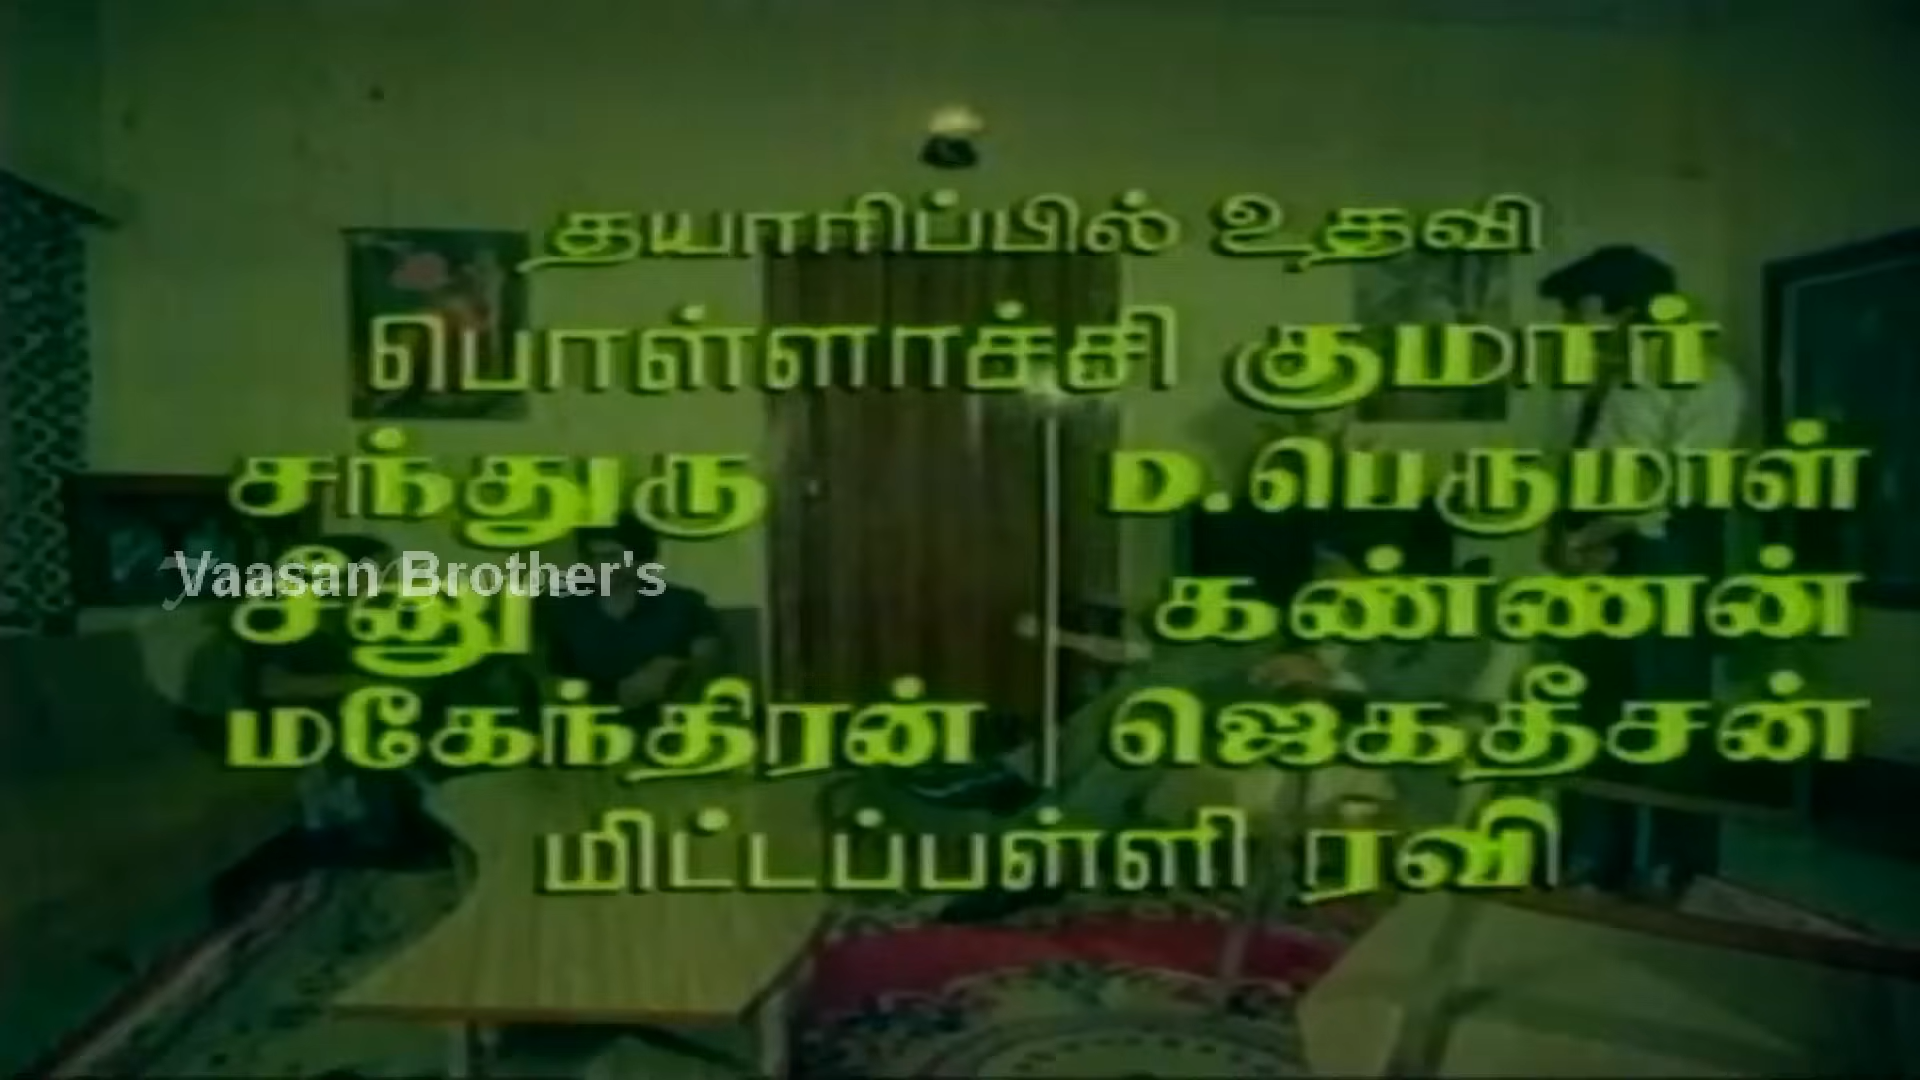 தயாரிப்பில் உதவி
பொள்ளாச்சி குமார்
சந்துரு ம.பெருமாள்
Vaasan Brother's
சீனு கண்ணன்
மகேந்திரன் ஜெகதீசன்
மிட்டப்பள்ளி ரவி